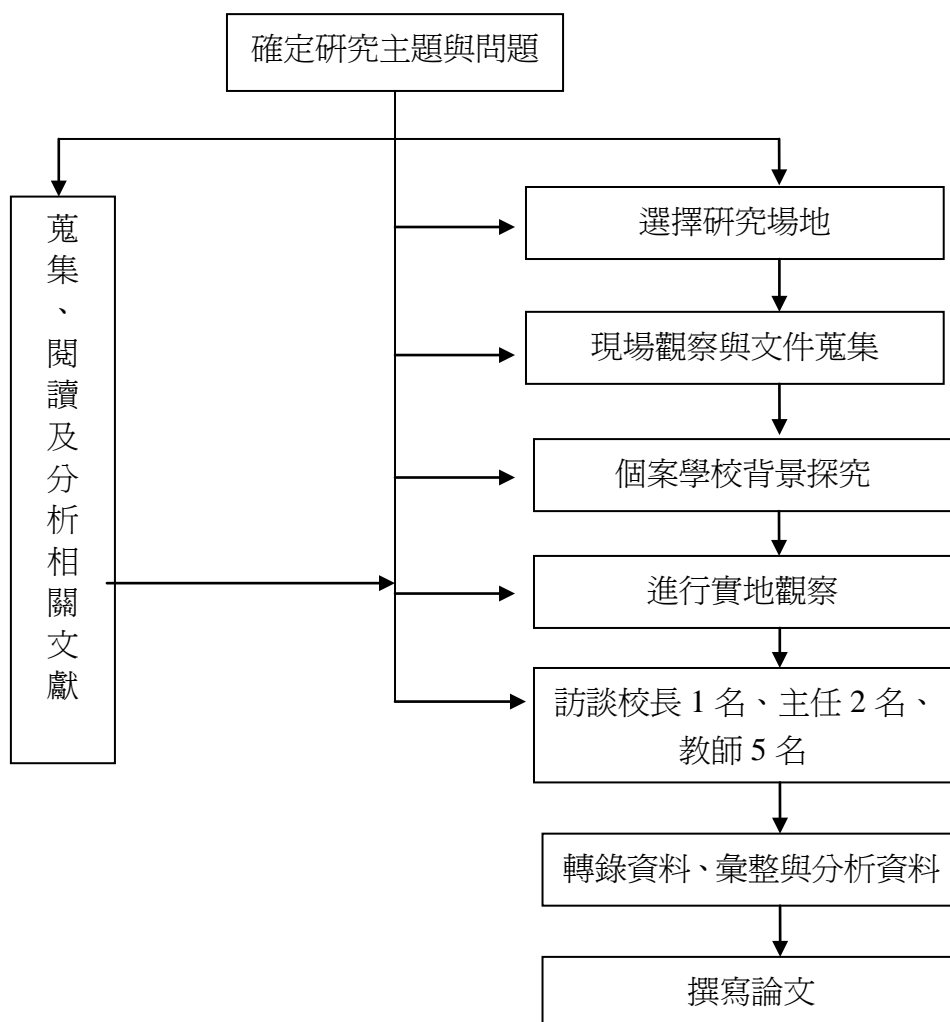 確定研究主題與問題
蒐集、閱讀及分析相關文獻
選擇研究場地
現場觀察與文件蒐集
個案學校背景探究
進行實地觀察
訪談校長 1 名、主任 2 名、
教師 5 名
轉錄資料、彙整與分析資料
撰寫論文